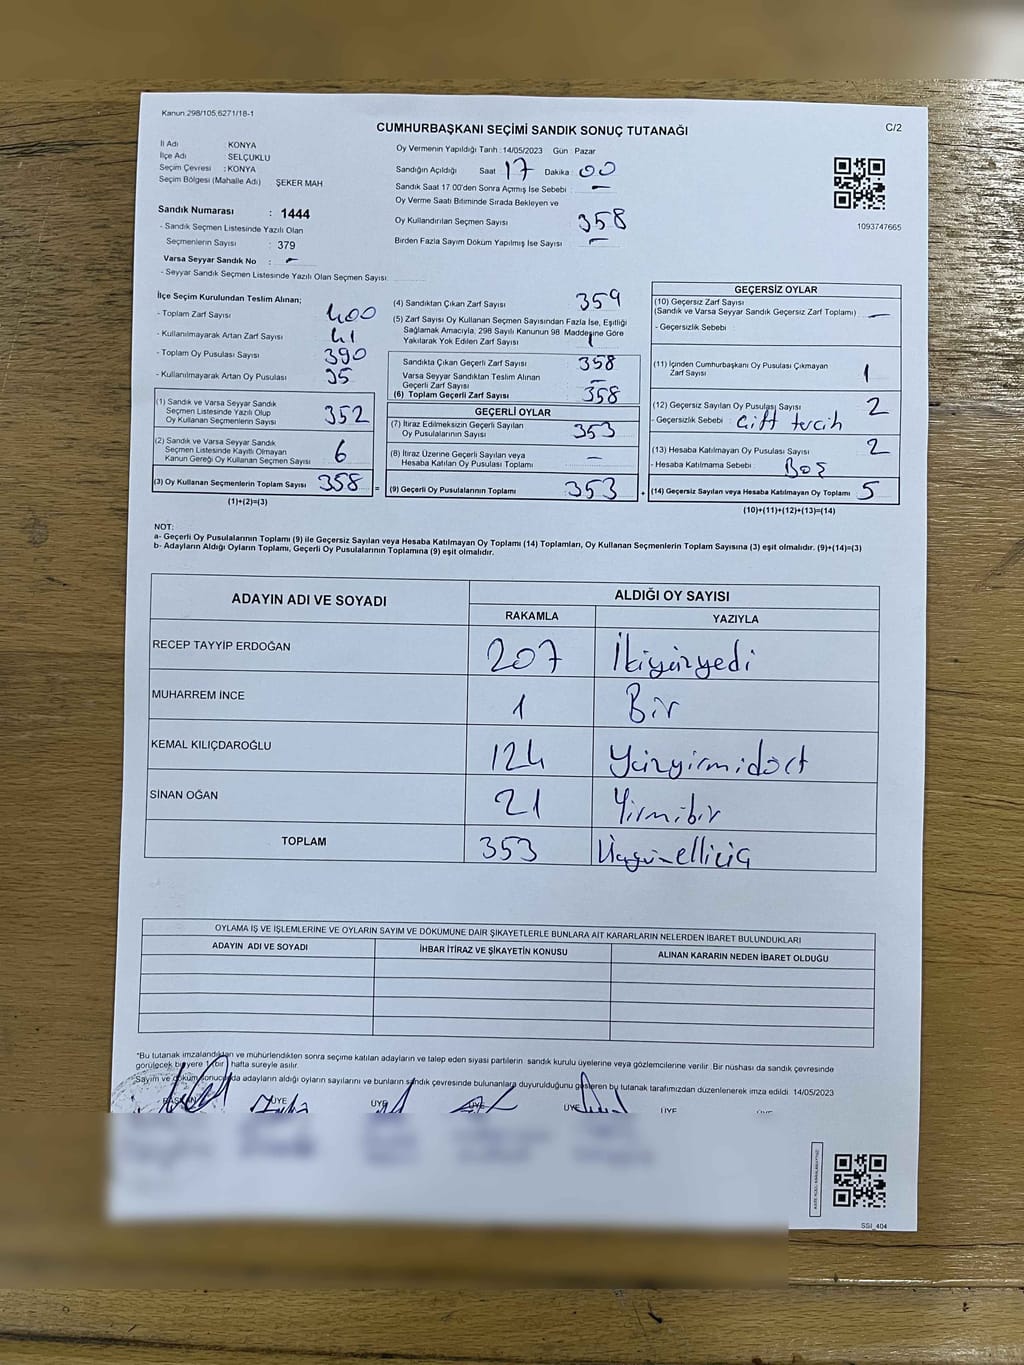 Kanun 298/105,6271/18-1
C/2
CUMHURBAŞKANI SEÇİMİ SANDIK SONUÇ TUTANAĞI
İl Adı : KONYA
İlçe Adı SELÇUKLU
Seçim Çevresi : KONYA
Seçim Bölgesi (Mahalle Adı) ŞEKER MAH
Sandık Numarası : 1444
- Sandık Seçmen Listesinde Yazılı Olan
Seçmenlerin Sayısı : 379
Varsa Seyyar Sandık No : -
- Seyyar Sandık Seçmen Listesinde Yazılı Olan Seçmen Sayısı:
Oy Vermenin Yapıldığı Tarih : 14/05/2023 Gün : Pazar
Sandığın Açıldığı Saat : 17 Dakika : 00
Sandık Saat 17.00'den Sonra Açmış İse Sebebi : -
Oy Verme Saati Bitiminde Sırada Bekleyen ve
Oy Kullandırılan Seçmen Sayısı 358
Birden Fazla Sayım Döküm Yapılmış İse Sayısı : -
1093747665
İlçe Seçim Kurulundan Teslim Alınan;
- Toplam Zarf Sayısı : 400
- Kullanılmayarak Artan Zarf Sayısı : 41
- Toplam Oy Pusulası Sayısı : 390
- Kullanılmayarak Artan Oy Pusulası : 35
(1) Sandık ve Varsa Seyyar Sandık
Seçmen Listesinde Yazılı Olup
Oy Kullanan Seçmenlerin Sayısı 352
(2) Sandık ve Varsa Seyyar Sandık
Seçmen Listesinde Kayıtlı Olmayan
Kanun Gereği Oy Kullanan Seçmen Sayısı 6
(3) Oy Kullanan Seçmenlerin Toplam Sayısı 358 =
(1)+(2)=(3)
(4) Sandıktan Çıkan Zarf Sayısı 359
(5) Zarf Sayısı Oy Kullanan Seçmen Sayısından Fazla İse, Eşitliği
Sağlamak Amacıyla, 298 Sayılı Kanunun 98. Maddesine Göre
Yakılarak Yok Edilen Zarf Sayısı 1
Sandıkta Çıkan Geçerli Zarf Sayısı 358
Varsa Seyyar Sandıktan Teslim Alınan
Geçerli Zarf Sayısı -
(6) Toplam Geçerli Zarf Sayısı 358
GEÇERLİ OYLAR
(7) İtiraz Edilmeksizin Geçerli Sayılan
Oy Pusulalarının Sayısı 353
(8) İtiraz Üzerine Geçerli Sayılan veya
Hesaba Katılan Oy Pusulası Toplamı -
(9) Geçerli Oy Pusulalarının Toplamı 353 +
GEÇERSİZ OYLAR
(10) Geçersiz Zarf Sayısı
(Sandık ve Varsa Seyyar Sandık Geçersiz Zarf Toplamı) -
- Geçersizlik Sebebi :
(11) İçinden Cumhurbaşkanı Oy Pusulası Çıkmayan
Zarf Sayısı 1
(12) Geçersiz Sayılan Oy Pusulası Sayısı 2
- Geçersizlik Sebebi : Çift tercih
(13) Hesaba Katılmayan Oy Pusulası Sayısı 2
- Hesaba Katılmama Sebebi : Boş
(14) Geçersiz Sayılan veya Hesaba Katılmayan Oy Toplamı 5
(10)+(11)+(12)+(13)=(14)
NOT:
a- Geçerli Oy Pusulalarının Toplamı (9) ile Geçersiz Sayılan veya Hesaba Katılmayan Oy Toplamı (14) Toplamları, Oy Kullanan Seçmenlerin Toplam Sayısına (3) eşit olmalıdır. (9)+(14)=(3)
b- Adayların Aldığı Oyların Toplamı, Geçerli Oy Pusulalarının Toplamına (9) eşit olmalıdır.
ADAYIN ADI VE SOYADI ALDIĞI OY SAYISI
RAKAMLA YAZIYLA
RECEP TAYYİP ERDOĞAN 207 İkiyüzyedi
MUHARREM İNCE 1 Bir
KEMAL KILIÇDAROĞLU 124 Yüzyirmidört
SİNAN OĞAN 21 Yirmibir
TOPLAM 353 Üçyüzelliüç
OYLAMA İŞ VE İŞLEMLERİNE VE OYLARIN SAYIM VE DÖKÜMÜNE DAİR ŞİKAYETLERLE BUNLARA AİT KARARLARIN NELERDEN İBARET BULUNDUKLARI
ADAYIN ADI VE SOYADI İHBAR İTİRAZ VE ŞİKAYETİN KONUSU ALINAN KARARIN NEDEN İBARET OLDUĞU
"Bu tutanak imzalandıktan ve mühürlendikten sonra seçime katılan adayların ve talep eden siyasi partilerin sandık kurulu üyelerine veya gözlemcilerine verilir. Bir nüshası da sandık çevresinde
görülecek bir yere 1 (bir) hafta süreyle asılır.
Sayım ve döküm sonucunda adayların aldığı oyların sayılarını ve bunların sandık çevresinde bulunanlara duyurulduğunu gösteren bu tutanak tarafımızdan düzenlenerek imza edildi. 14/05/2023
BAŞKAN ÜYE ÜYE ÜYE ÜYE ÜYE
SSI_404